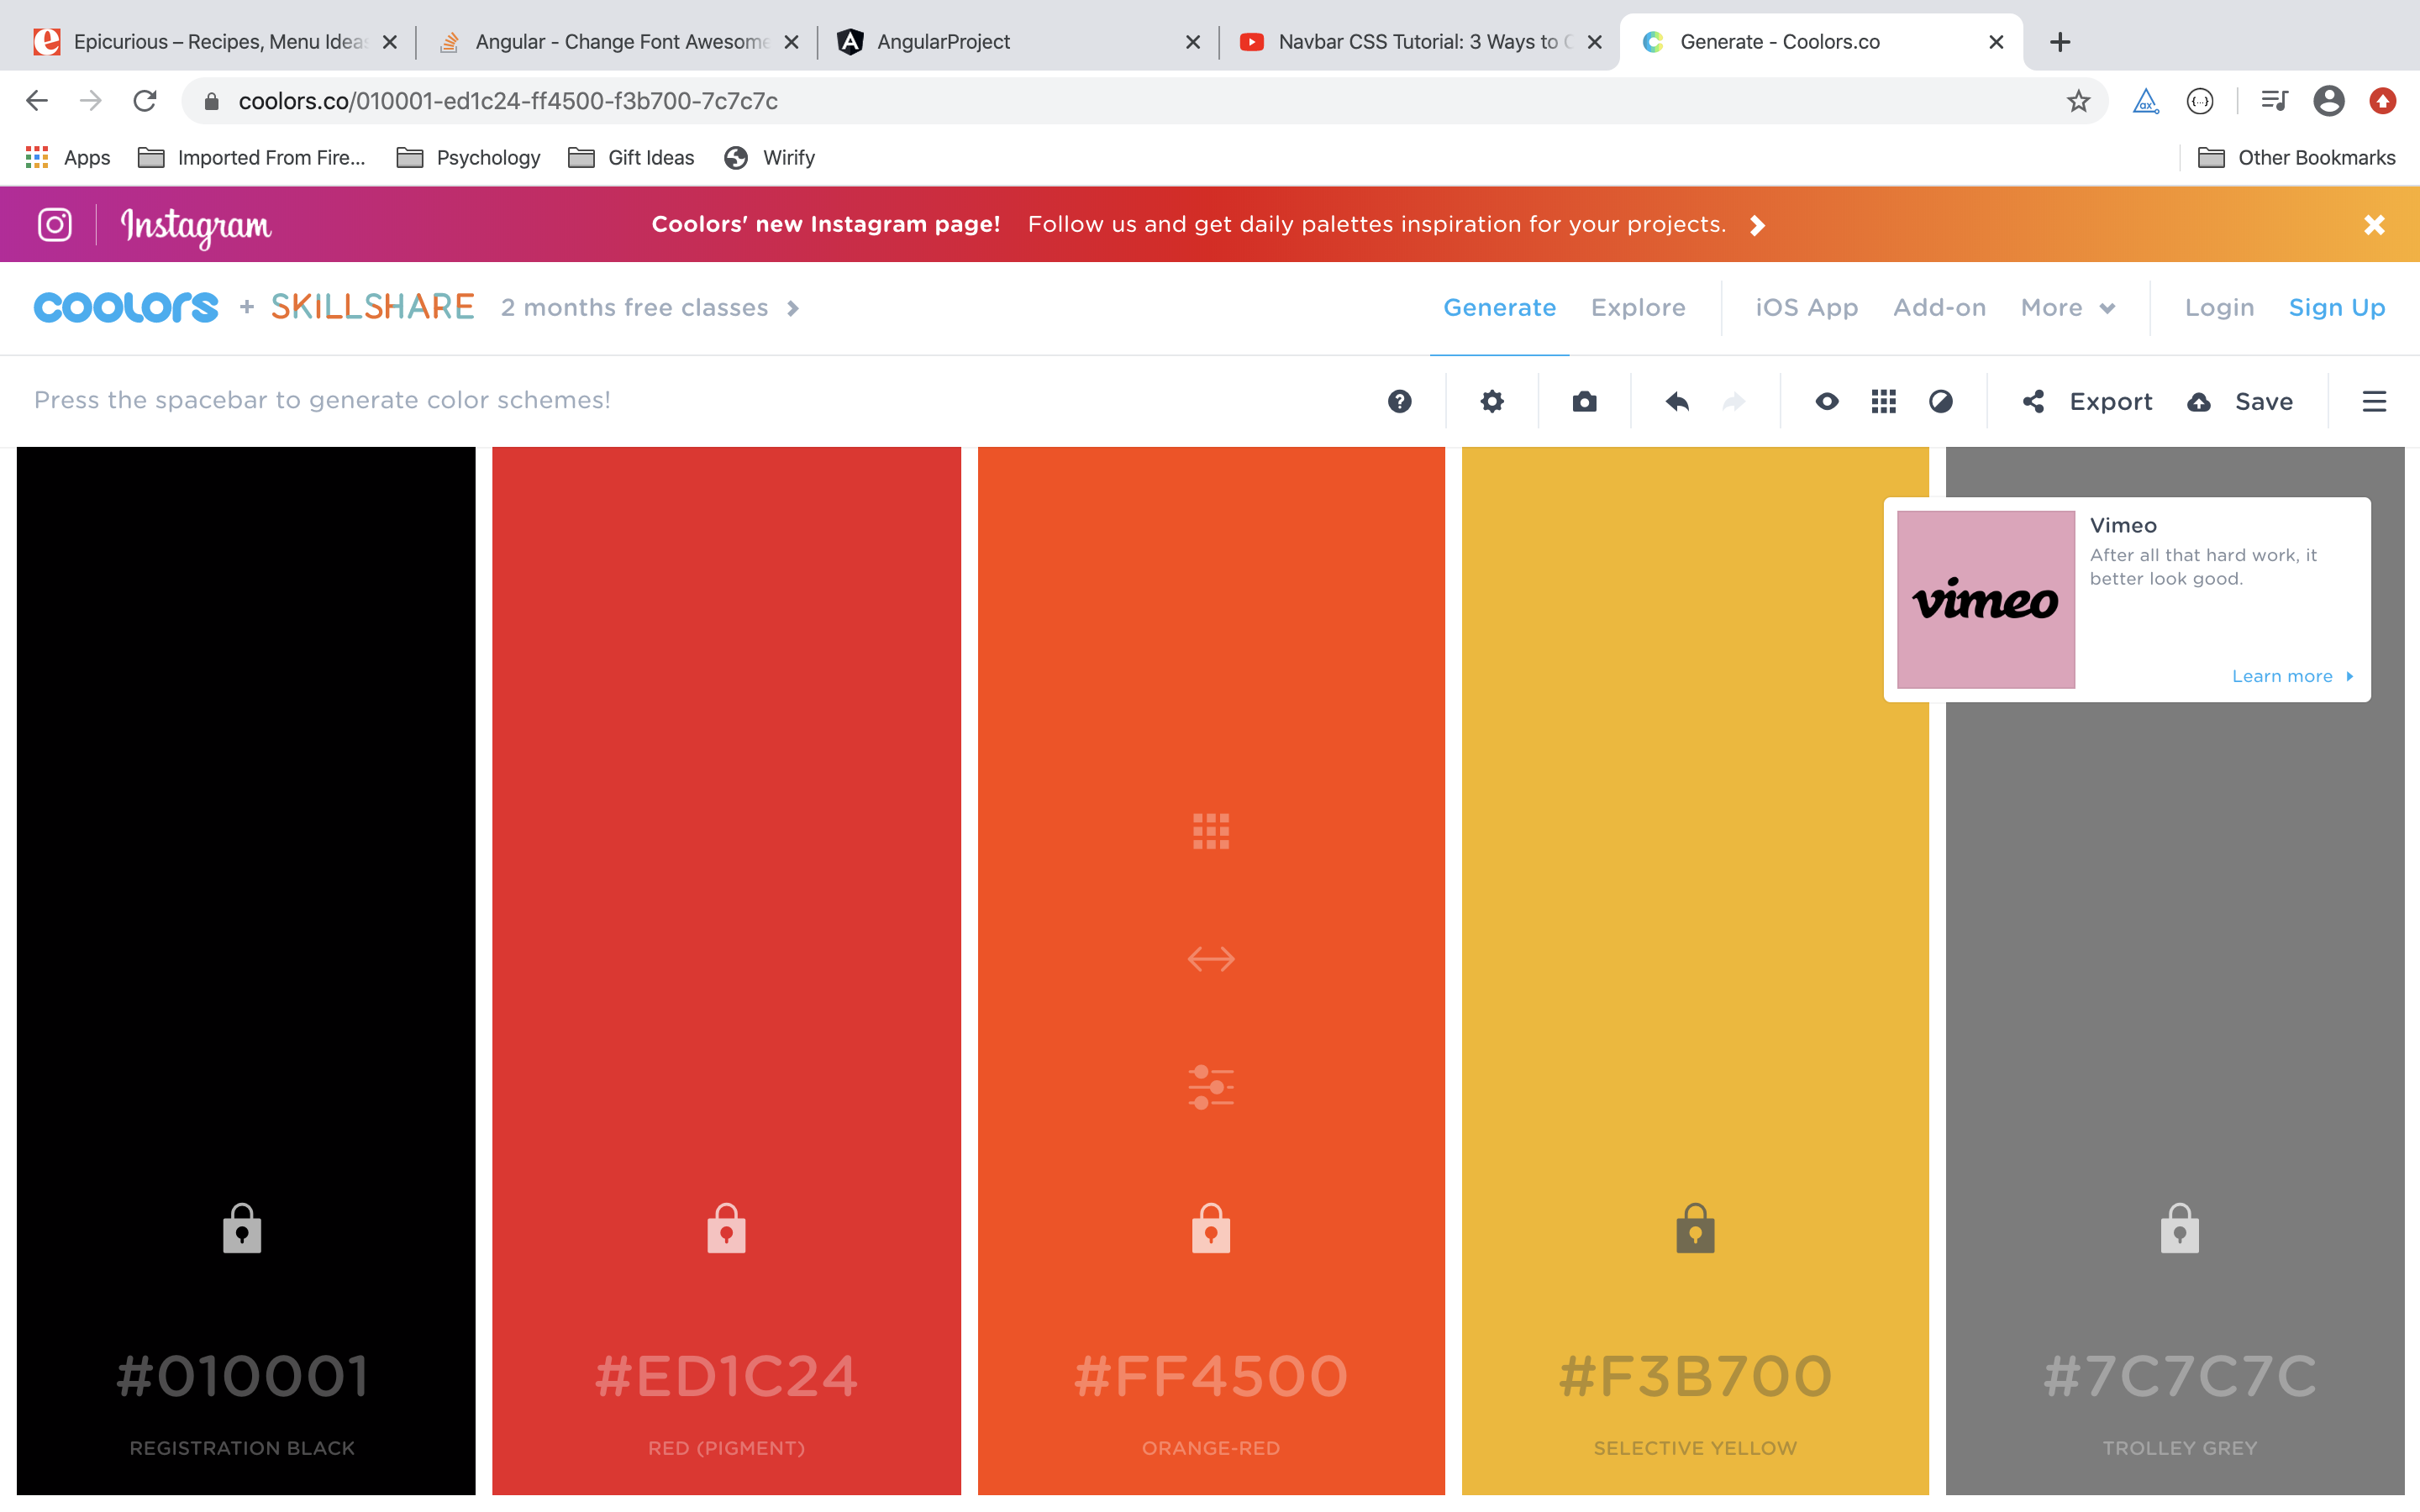 Epicurious – Recipes, Menu Ideas
Angular - Change Font Awesome
AngularProject
Navbar CSS Tutorial: 3 Ways to C
Generate - Coolors.co
coolors.co/010001-ed1c24-ff4500-f3b700-7c7c7c
Apps
Imported From Fire...
Psychology
Gift Ideas
Wirify
Other Bookmarks
Instagram
Coolors' new Instagram page! Follow us and get daily palettes inspiration for your projects.
coolors + SKILLSHARE 2 months free classes
Generate
Explore
iOS App
Add-on
More
Login
Sign Up
Press the spacebar to generate color schemes!
Export
Save
Vimeo
After all that hard work, it
better look good.
vimeo
Learn more
#010001
REGISTRATION BLACK
#ED1C24
RED (PIGMENT)
#FF4500
ORANGE-RED
#F3B700
SELECTIVE YELLOW
#7C7C7C
TROLLEY GREY